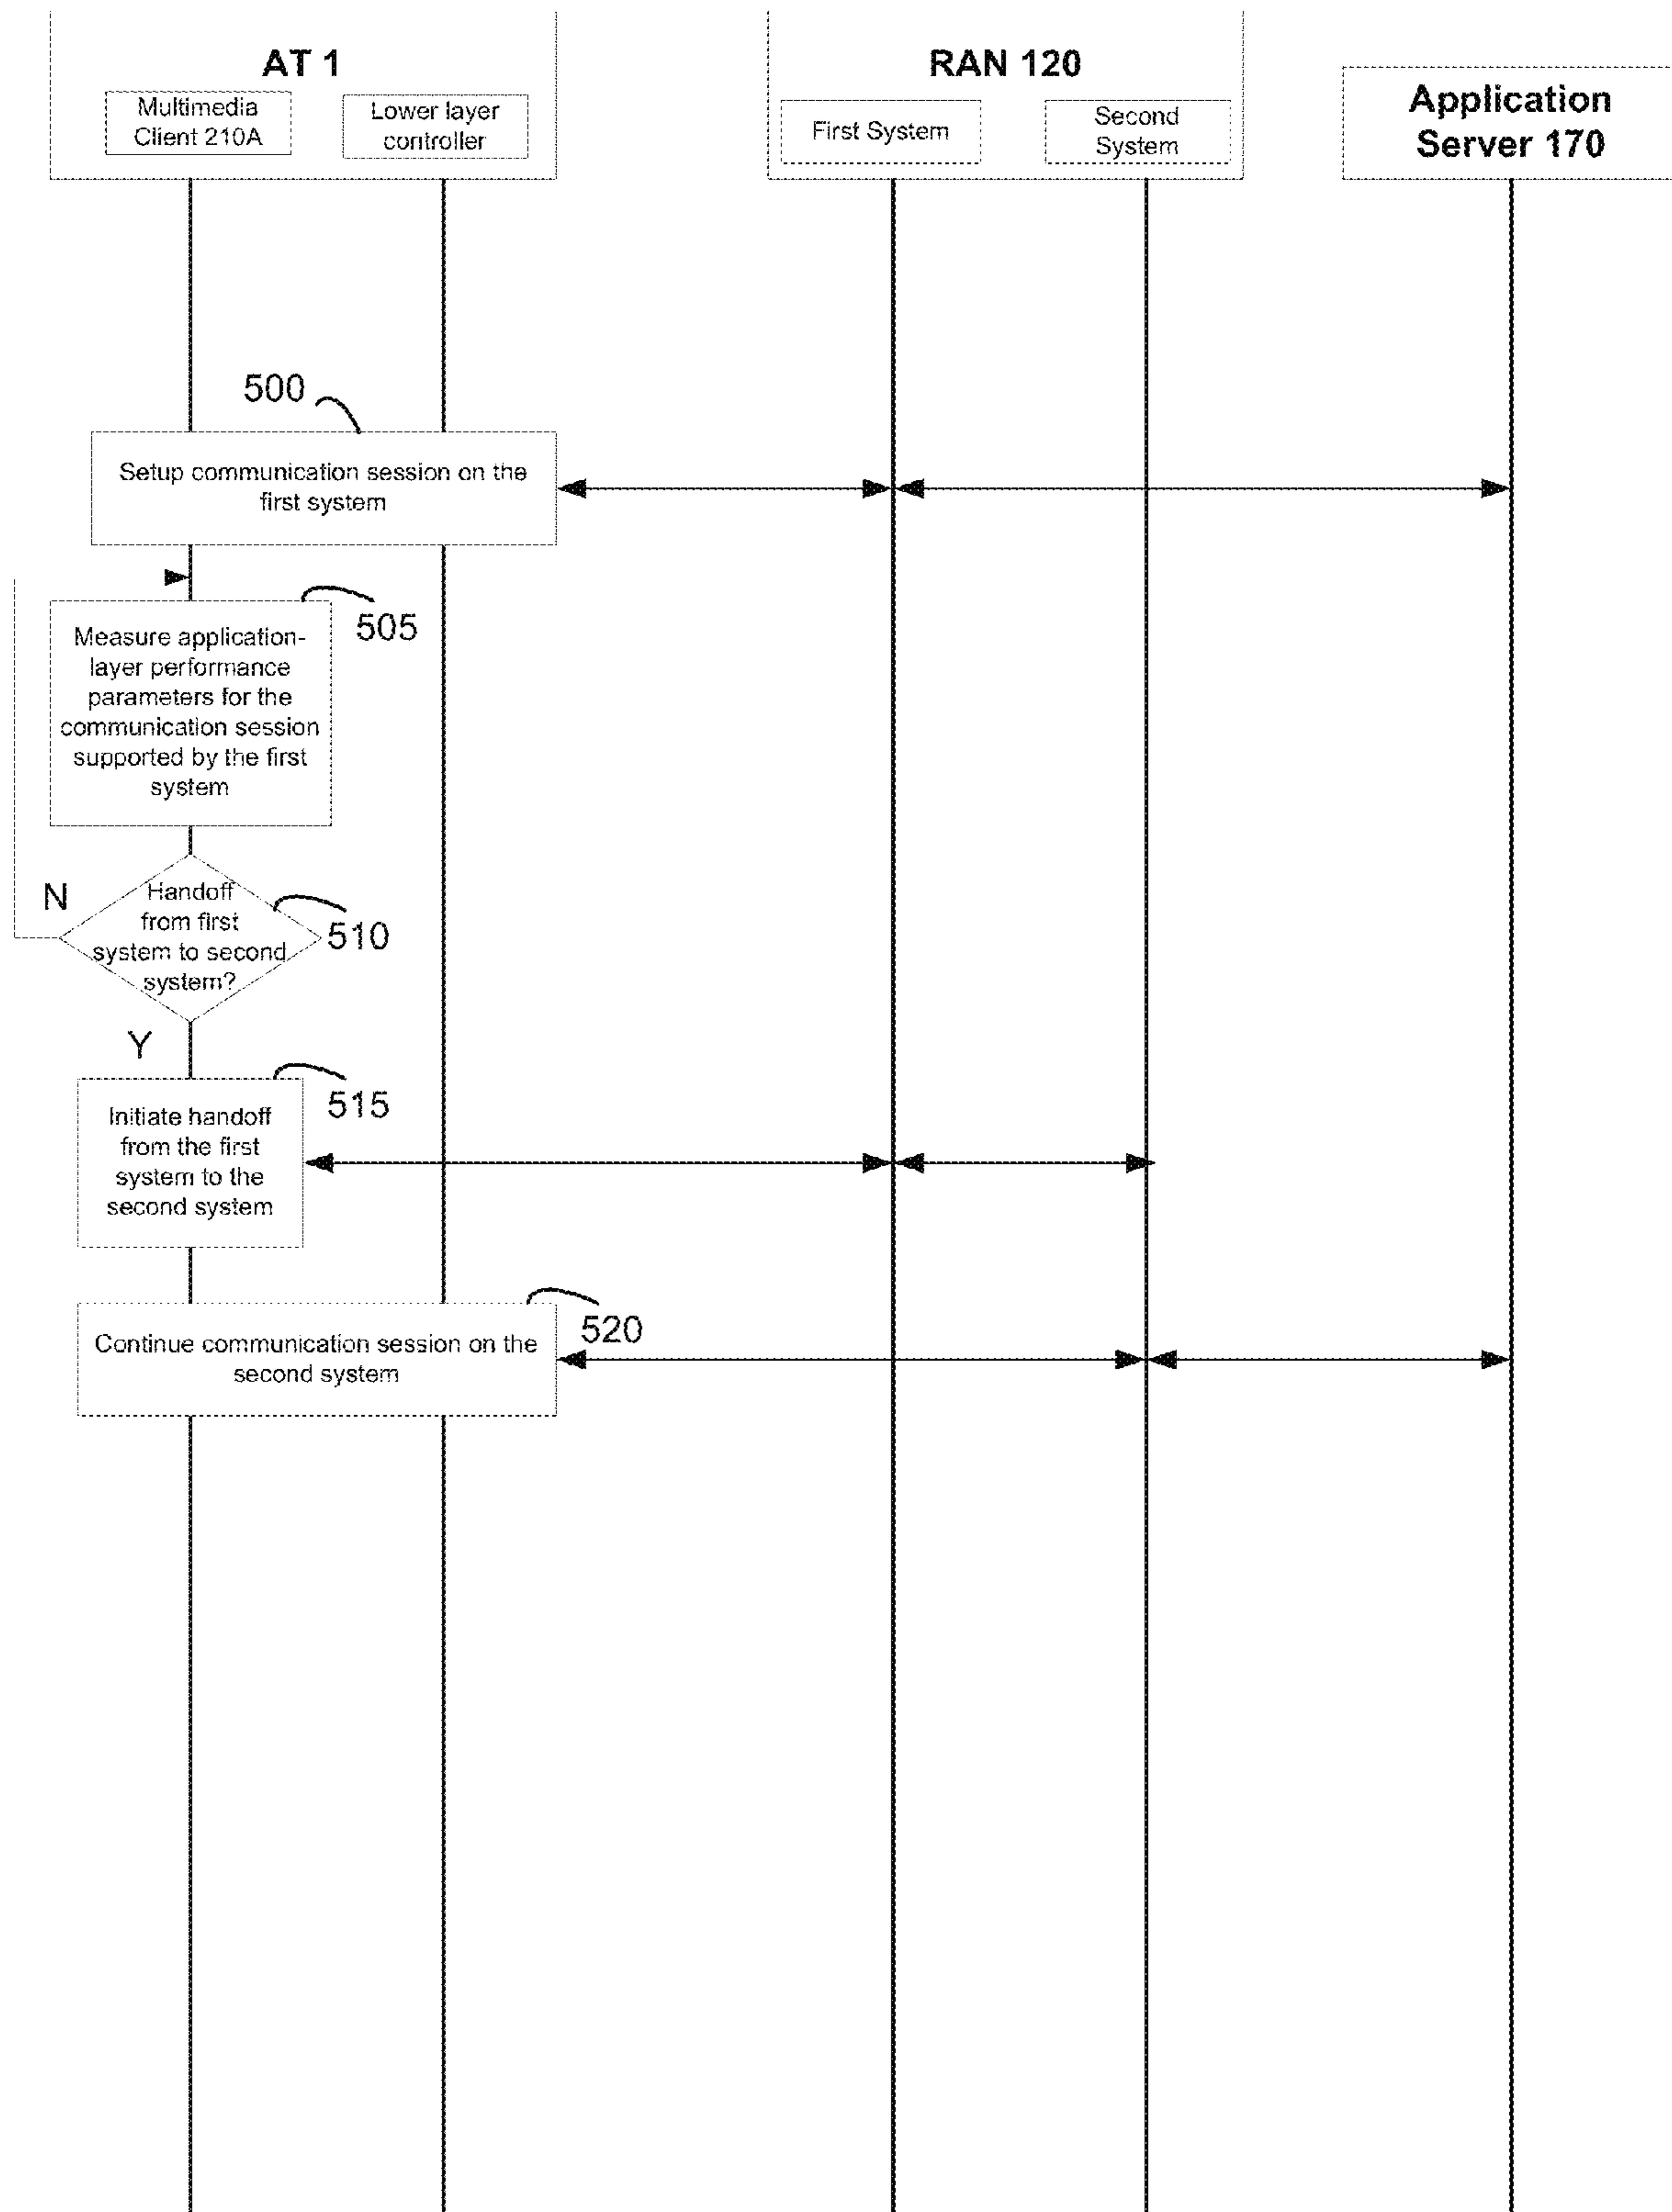 AT 1
Multimedia
Client 210A
Lower layer
controller
RAN 120
First System
Second
System
Application
Server 170
500
Setup communication session on the
first system
505
Measure application-
layer performance
parameters for the
communication session
supported by the first
system
N
Handoff
from first
system to second
system?
510
Y
515
Initiate handoff
from the first
system to the
second system
520
Continue communication session on the
second system